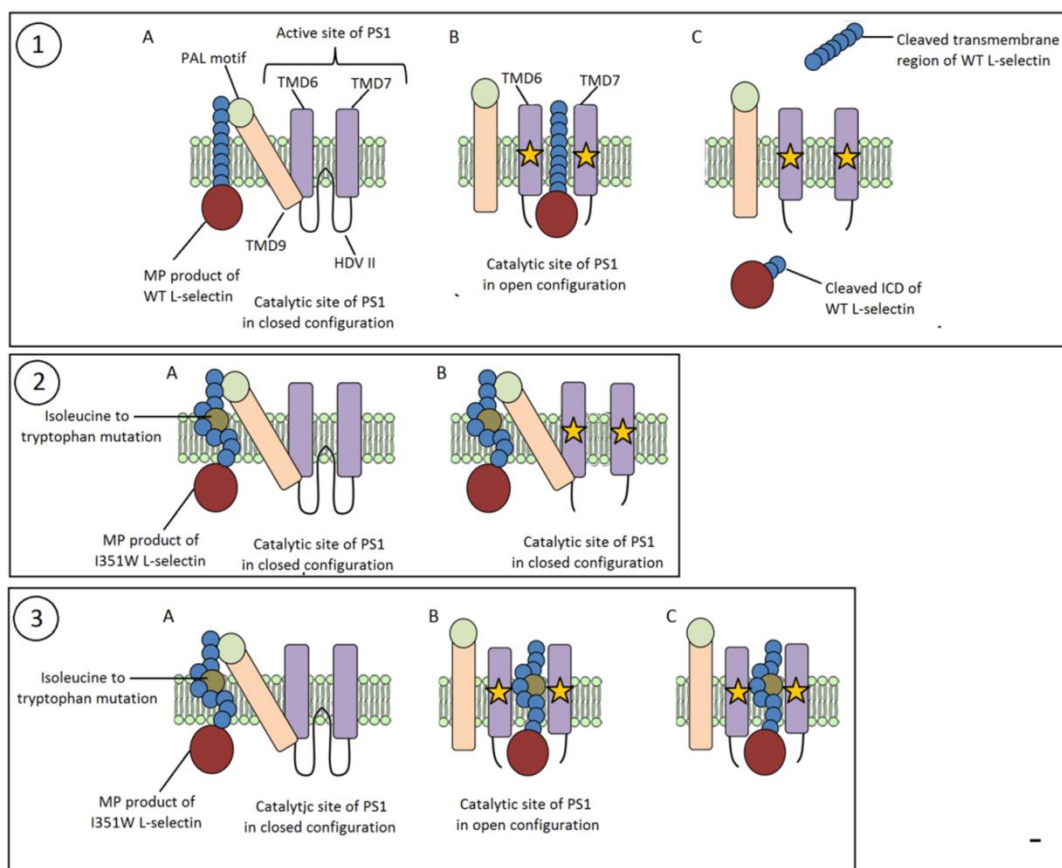 1
A
Active site of PS1
B
C
PAL motif
TMD6
TMD7
TMD6
TMD7
Cleaved transmembrane
region of WT L-selectin
TMD9
HDV II
MP product of
WT L-selectin
Catalytic site of PS1
in closed configuration
Catalytic site of PS1
in open configuration
Cleaved ICD of
WT L-selectin
2
A
B
Isoleucine to
tryptophan mutation
MP product of
I351W L-selectin
Catalytic site of PS1
in closed configuration
Catalytic site of PS1
in closed configuration
3
A
B
C
Isoleucine to
tryptophan mutation
MP product of
I351W L-selectin
Catalytic site of PS1
in closed configuration
Catalytic site of PS1
in open configuration